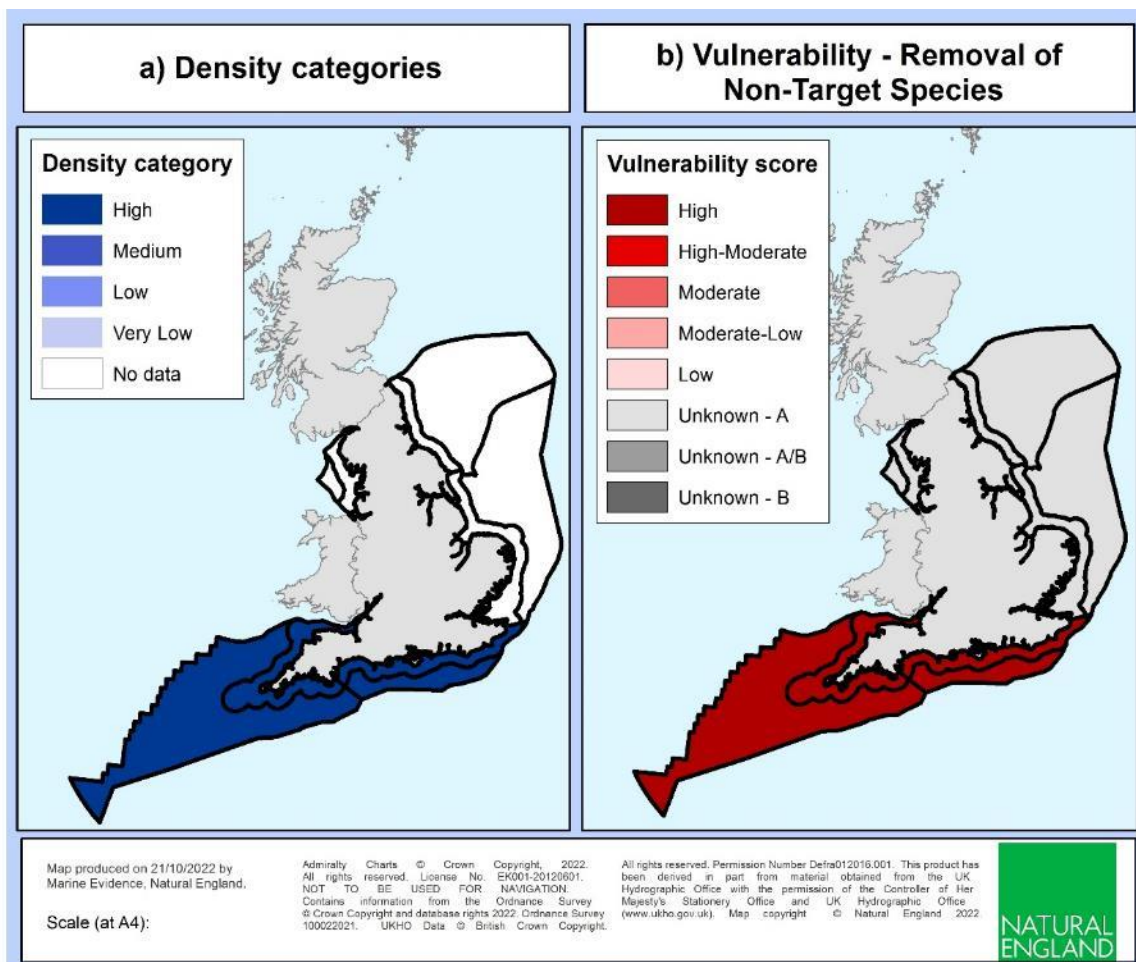 a) Density categories
b) Vulnerability - Removal of
Non-Target Species
Density category
High
Medium
Low
Very Low
No data
Vulnerability score
High
High-Moderate
Moderate
Moderate-Low
Low
Unknown - A
Unknown - A/B
Unknown - B
Map produced on 21/10/2022 by
Marine Evidence, Natural England.
Scale (at A4):
Admiralty Charts © Crown Copyright, 2022.
All rights reserved. License No. EK001-20120601.
NOT TO BE USED FOR NAVIGATION.
Contains information from the Ordnance Survey
© Crown Copyright and database rights 2022. Ordnance Survey
100022021. UKHO Data © British Crown Copyright.
All rights reserved. Permission Number Defra012016.001. This product has
been derived in part from material obtained from the UK
Hydrographic Office with the permission of the Controller of Her
Majesty's Stationery Office and UK Hydrographic Office
(www.ukho.gov.uk). Map copyright © Natural England 2022
NATURAL
ENGLAND